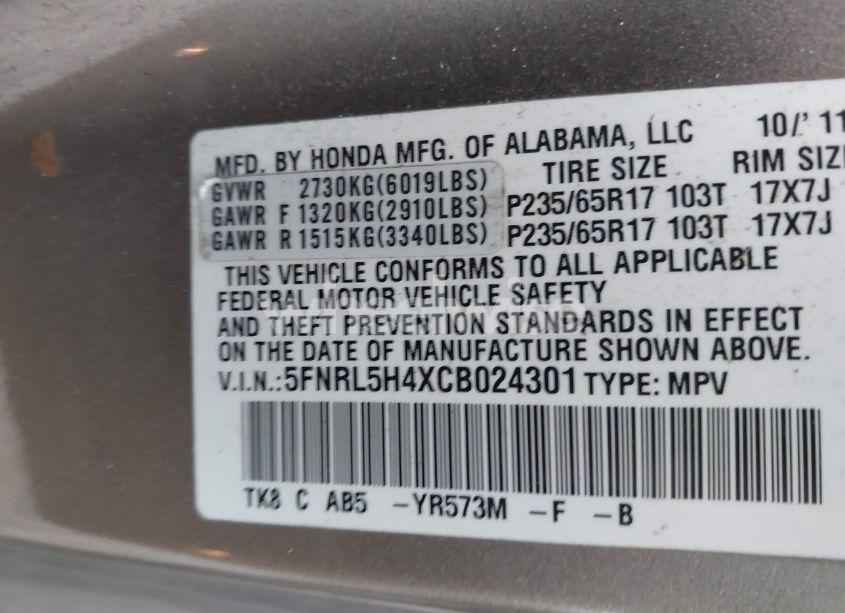 MFD. BY HONDA MFG. OF ALABAMA, LLC 10/' 11
TIRE SIZE RIM SIZE
GVWR 2730KG(6019LBS)
GAWR F 1320KG(2910LBS) P235/65R17 103T 17X7J
GAWR R 1515KG(3340LBS) P235/65R17 103T 17X7J
THIS VEHICLE CONFORMS TO ALL APPLICABLE
FEDERAL MOTOR VEHICLE SAFETY
AND THEFT PREVENTION STANDARDS IN EFFECT
ON THE DATE OF MANUFACTURE SHOWN ABOVE.
V.I.N.:5FNRL5H4XCB024301 TYPE: MPV
TK8 C AB5 -YR573M -F -B